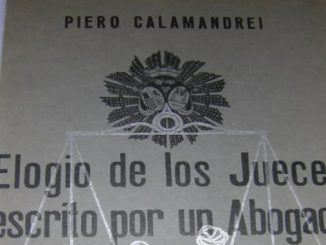 PIERO CALAMANDREI
Elogio de los Juece
escrito por un Abogad